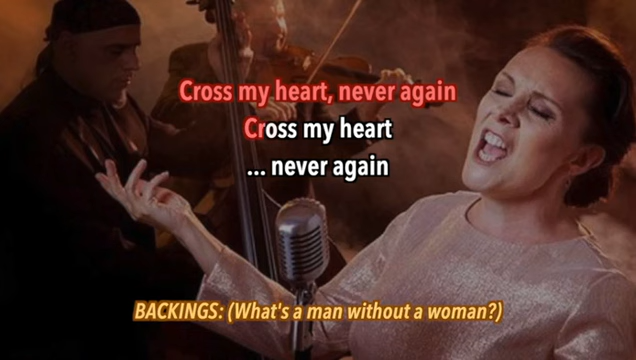 Cross my heart, never again
Cross my heart
... never again
BACKINGS: (What's a man without a woman?)